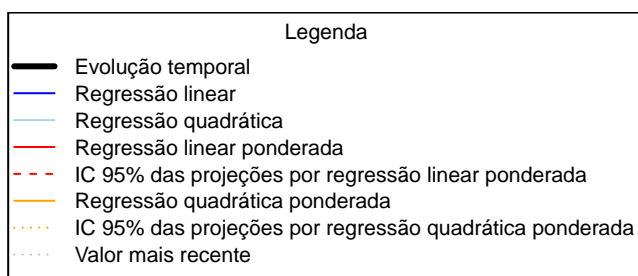 Legenda
Evolução temporal
Regressão linear
Regressão quadrática
Regressão linear ponderada
IC 95% das projeções por regressão linear ponderada
Regressão quadrática ponderada
IC 95% das projeções por regressão quadrática ponderada
Valor mais recente